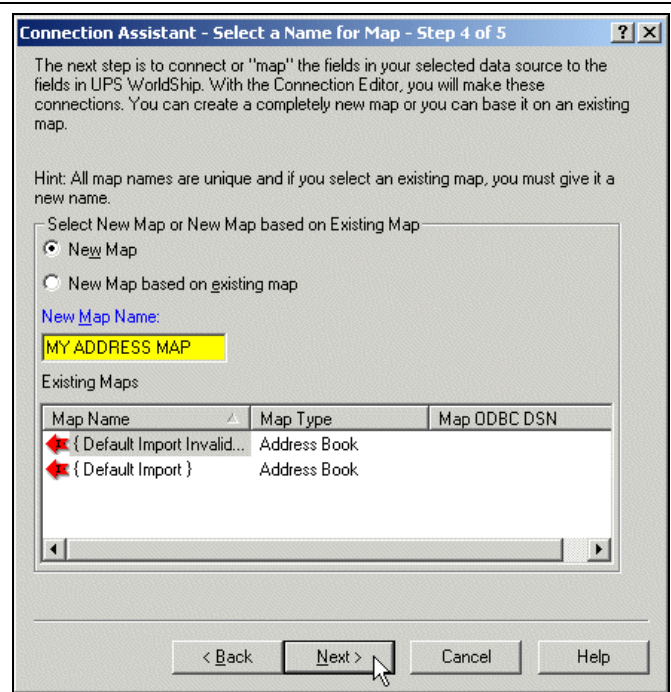 Connection Assistant - Select a Name for Map - Step 4 of 5
The next step is to connect or "map" the fields in your selected data source to the
fields in UPS WorldShip. With the Connection Editor, you will make these
connections. You can create a completely new map or you can base it on an existing
map.
Hint: All map names are unique and if you select an existing map, you must give it a
new name.
Select New Map or New Map based on Existing Map
New Map
New Map based on existing map
New Map Name:
MY ADDRESS MAP
Existing Maps
Map Name Map Type Map ODBC DSN
{ Default Import Invalid... Address Book
{ Default Import } Address Book
< Back Next > Cancel Help